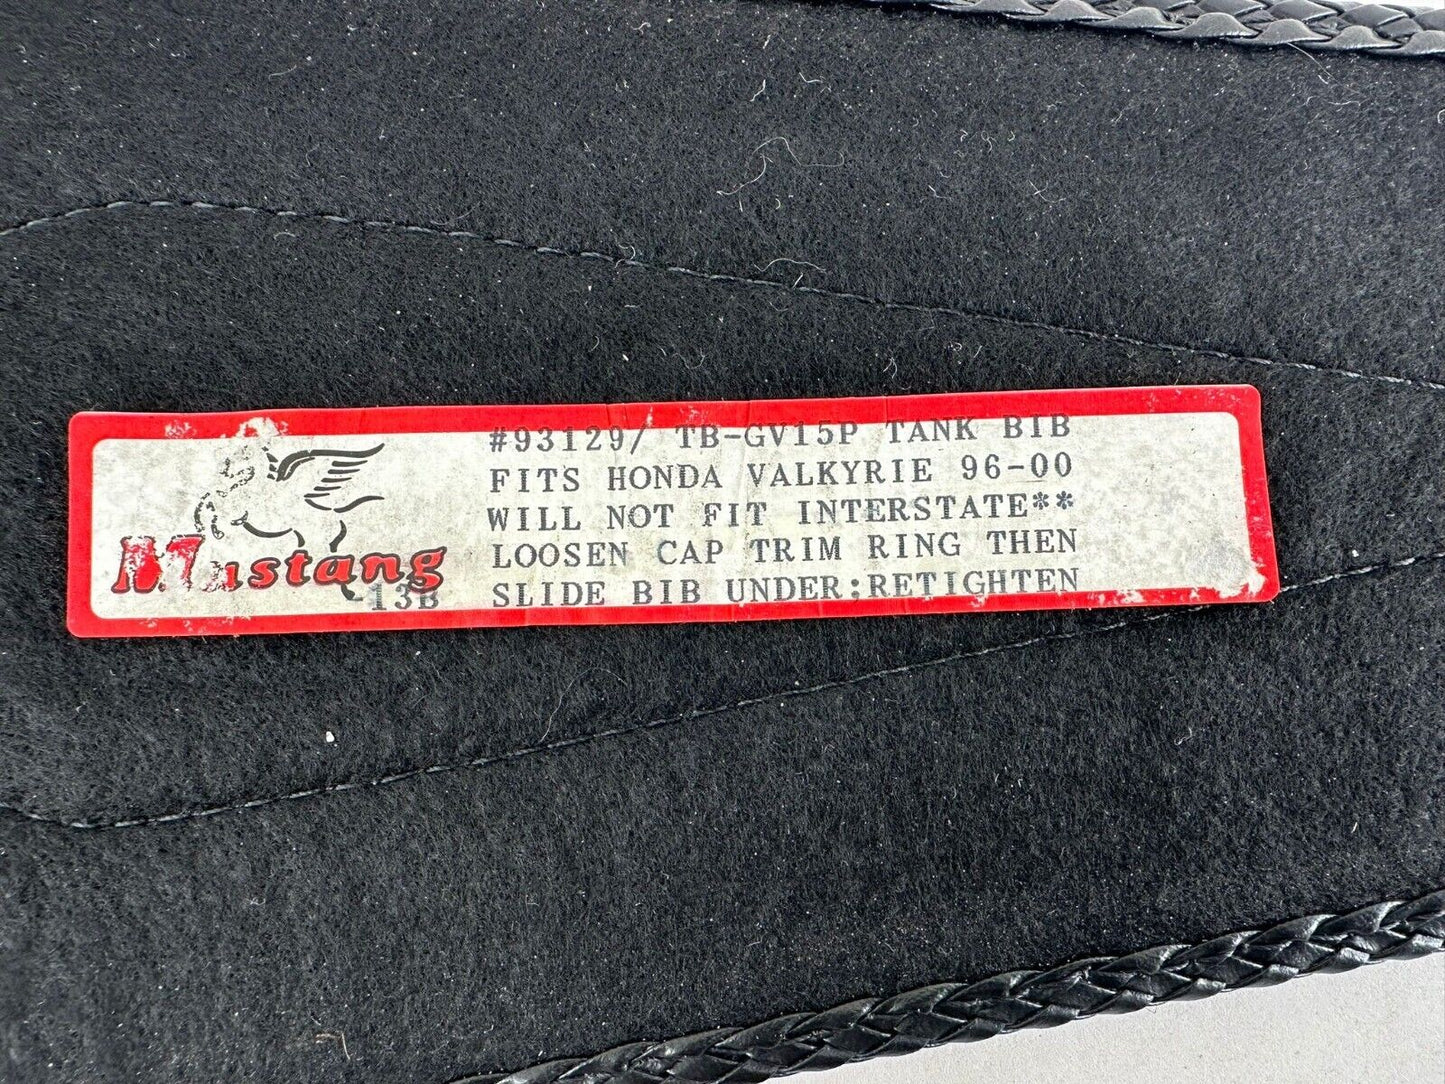 #93129/ TB-GV15P TANK BIB
FITS HONDA VALKYRIE 96-00
WILL NOT FIT INTERSTATE**
LOOSEN CAP TRIM RING THEN
SLIDE BIB UNDER:RETIGHTEN
Mustang
-13B